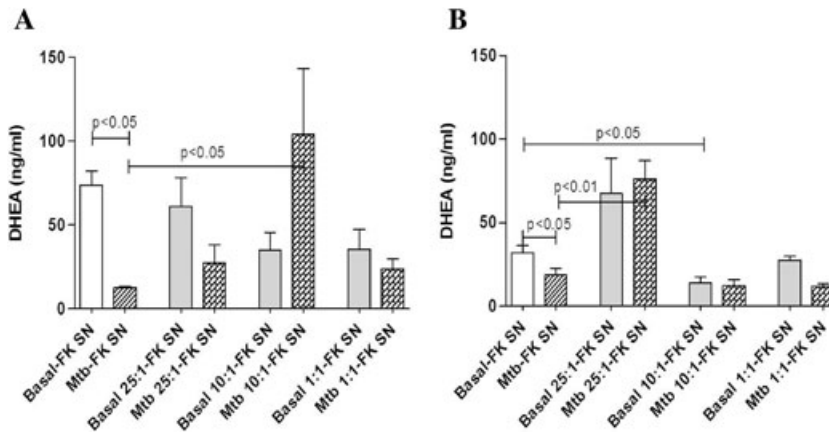 A
DHEA (ng/ml)
150
100
50
0
p<0.05
p<0.05
Basal-FK SN
Mtb-FK SN
Basal 25:1-FK SN
Mtb 25:1-FK SN
Basal 10:1-FK SN
Mtb 10:1-FK SN
Basal 1:1-FK SN
Mtb 1:1-FK SN
B
DHEA (ng/ml)
150
100
50
0
p<0.05
p<0.01
p<0.05
Basal-FK SN
Mtb-FK SN
Basal 25:1-FK SN
Mtb 25:1-FK SN
Basal 10:1-FK SN
Mtb 10:1-FK SN
Basal 1:1-FK SN
Mtb 1:1-FK SN